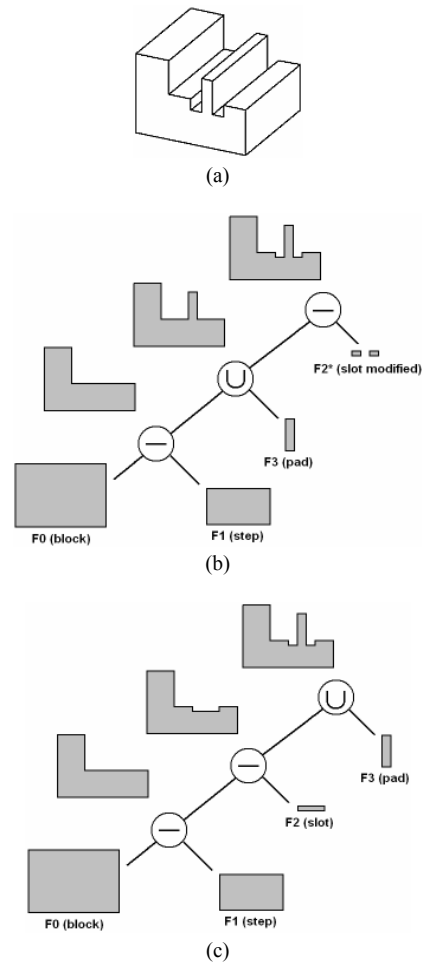 (a)
F2* (slot modified)
F3 (pad)
F0 (block)
F1 (step)
(b)
F3 (pad)
F2 (slot)
F0 (block)
F1 (step)
(c)